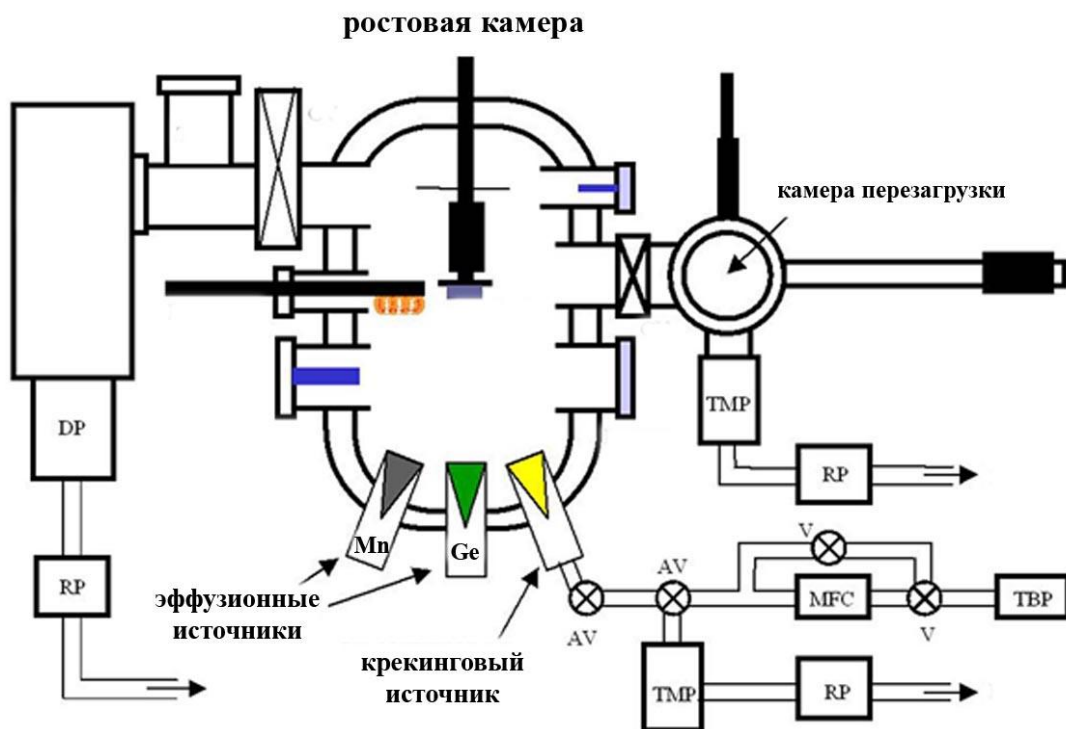 ростовая камера
камера перезагрузки
DP
TMP
RP
RP
Mn
Ge
эффузионные
источники
крекинговый
источник
AV
AV
V
MFC
V
TBP
TMP
RP